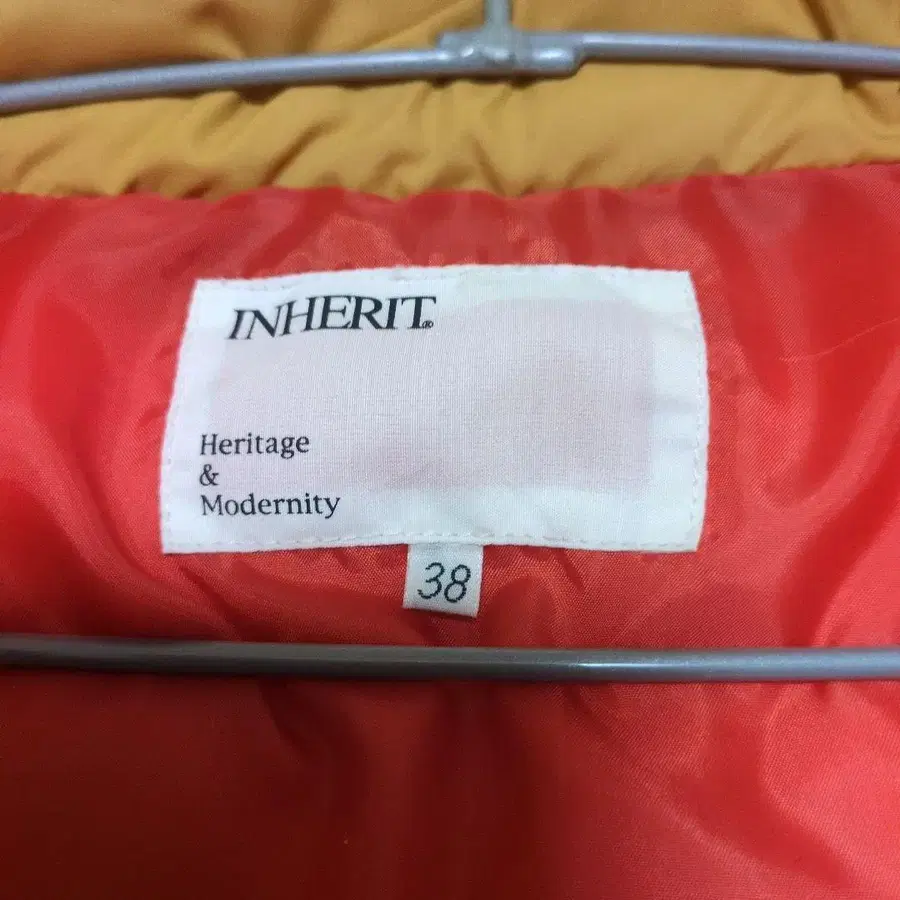 INHERIT®
Heritage
&
Modernity
38